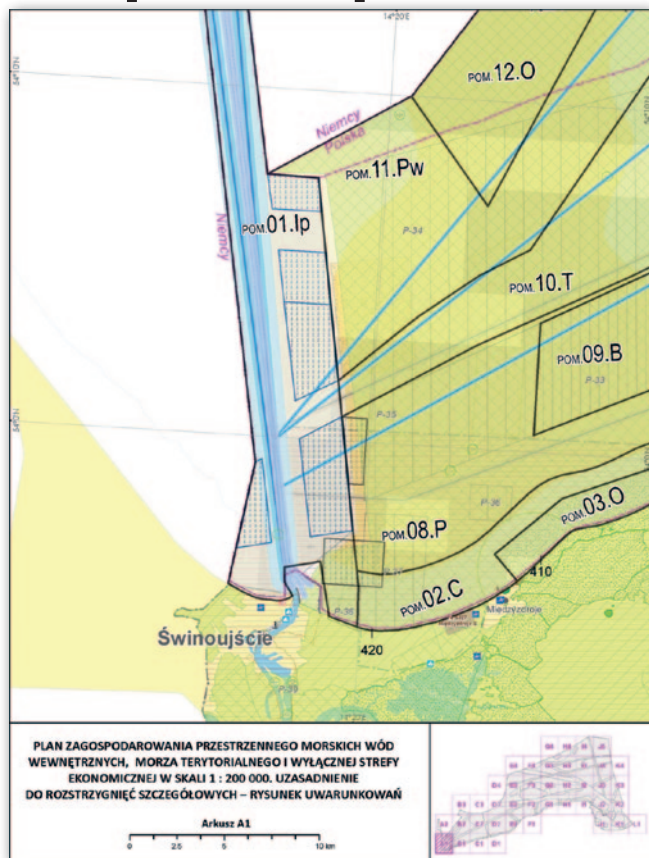 14°20'E
POM.12.O
Niemcy
Polska
POM.11.Pw
POM.01.Ip
Niemcy
P-34
POM.10.T
POM.09.B
P-33
P-35
P-36
POM.03.O
POM.08.P
410
POM.02.C
P-36
Międzyzdroje
Świnoujście
420
PLAN ZAGOSPODAROWANIA PRZESTRZENNEGO MORSKICH WÓD
WEWNĘTRZNYCH, MORZA TERYTORIALNEGO I WYŁĄCZNEJ STREFY
EKONOMICZNEJ W SKALI 1 : 200 000. UZASADNIENIE
DO ROZSTRZYGNIĘĆ SZCZEGÓŁOWYCH – RYSUNEK UWARUNKOWAŃ
Arkusz A1
0 2,5 5 10 km